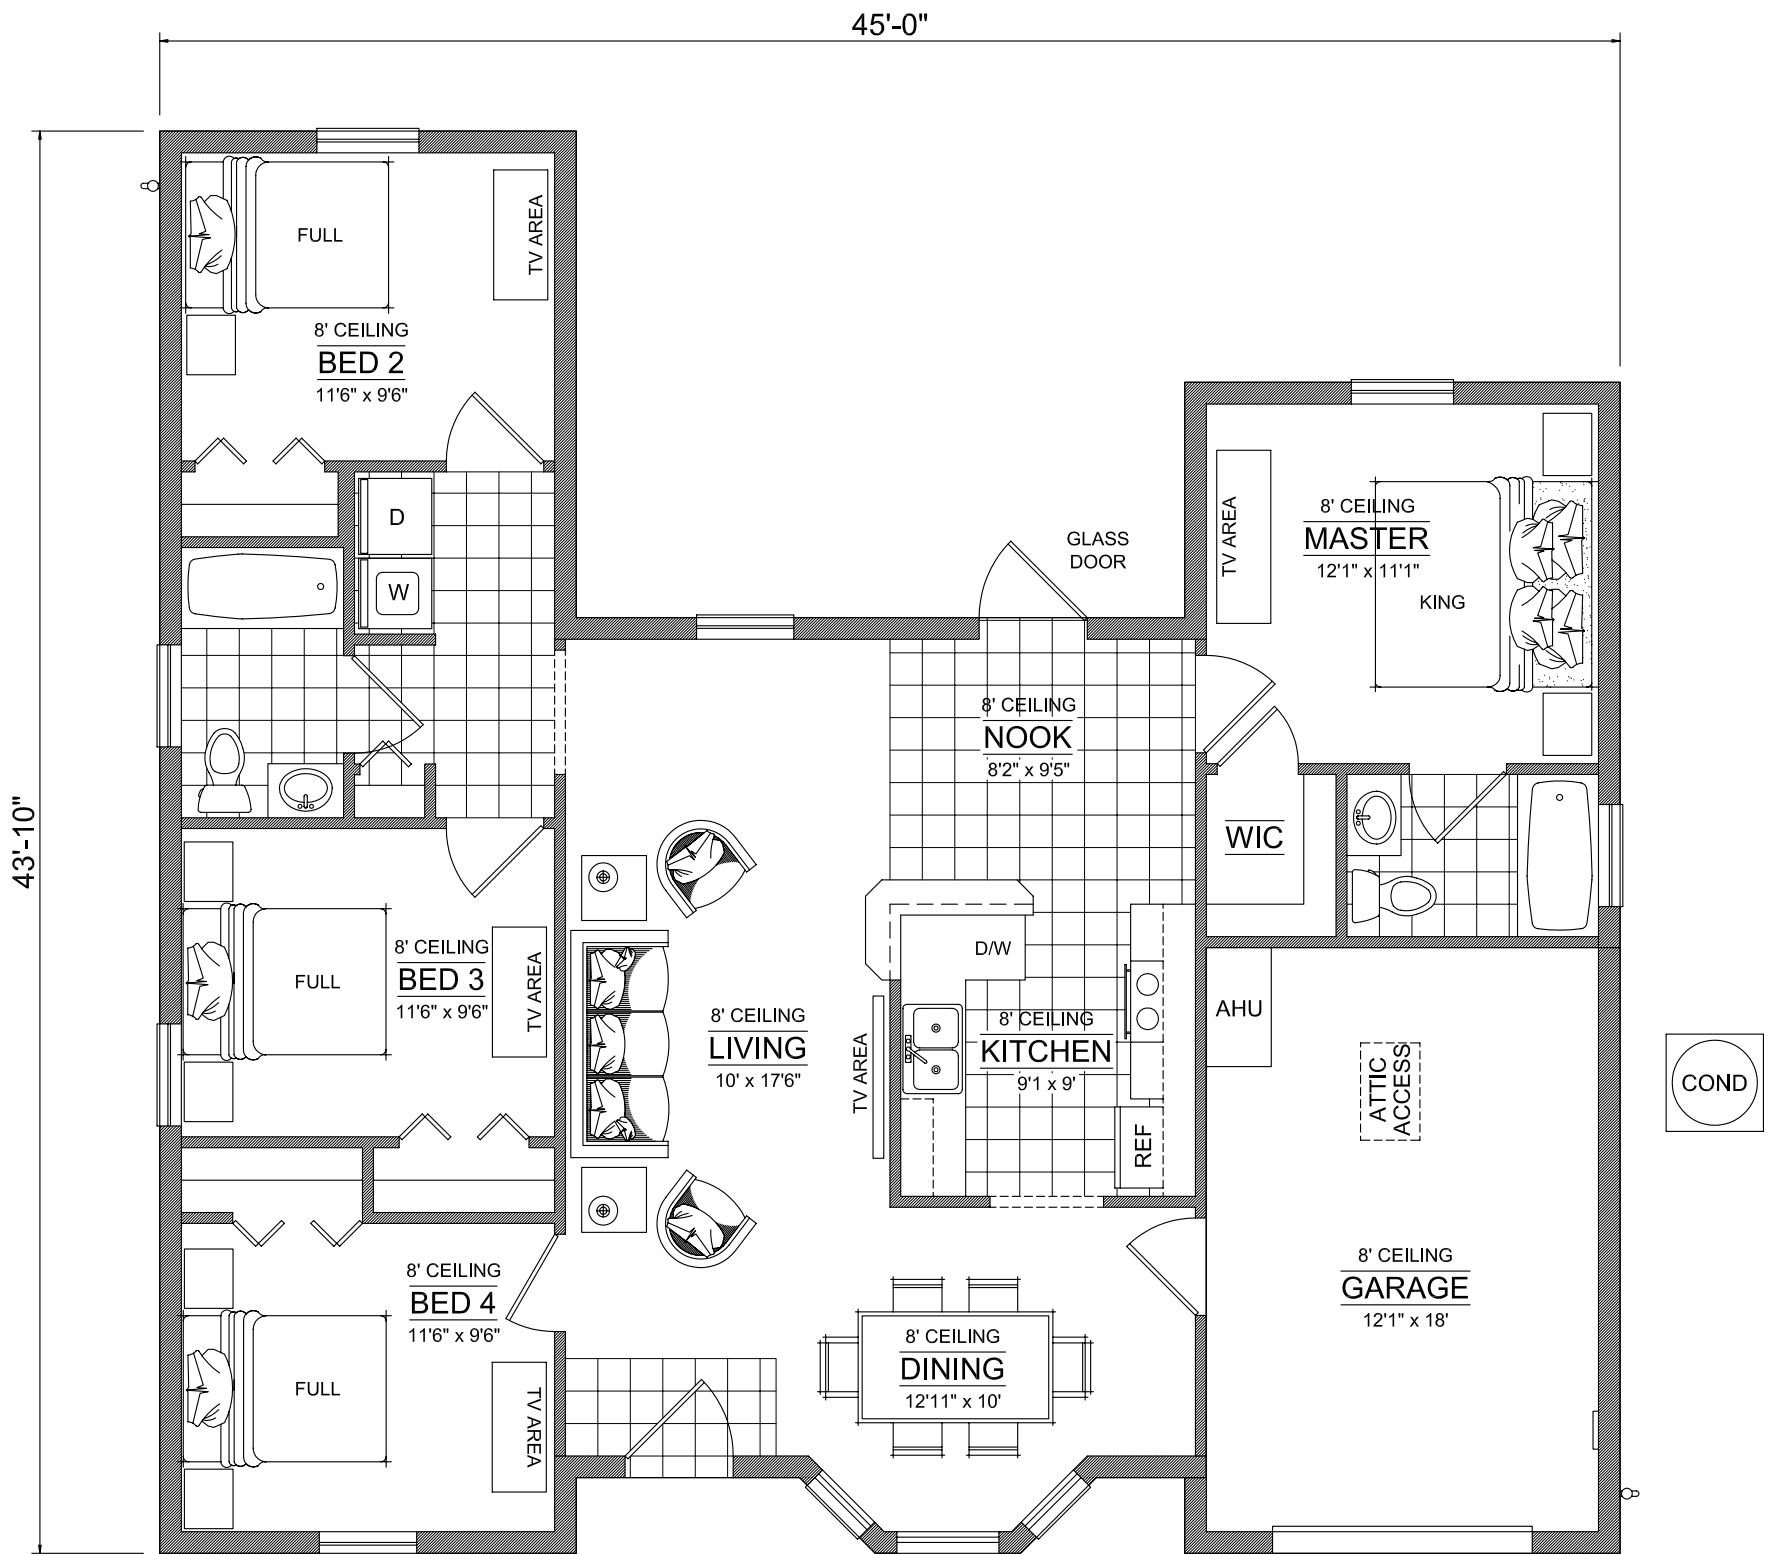 45'-0"
43'-10"
FULL
TV AREA
8' CEILING
BED 2
11'6" x 9'6"
D
W
GLASS
DOOR
TV AREA
8' CEILING
MASTER
12'1" x 11'1"
KING
8' CEILING
NOOK
8'2" x 9'5"
WIC
8' CEILING
BED 3
11'6" x 9'6"
FULL
TV AREA
D/W
8' CEILING
LIVING
10' x 17'6"
TV AREA
8' CEILING
KITCHEN
9'1 x 9'
REF
AHU
ATTIC
ACCESS
COND
8' CEILING
BED 4
11'6" x 9'6"
FULL
TV AREA
8' CEILING
DINING
12'11" x 10'
8' CEILING
GARAGE
12'1" x 18'